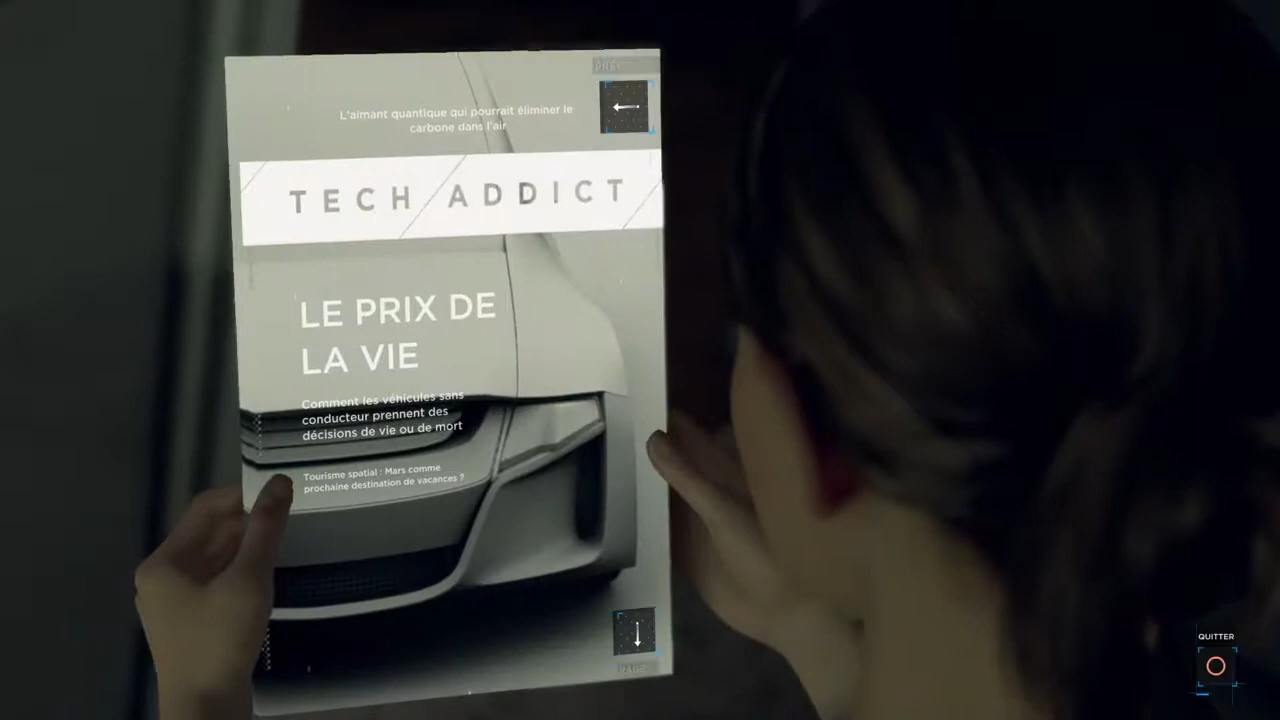 L'aimant quantique qui pourrait éliminer le
carbone dans l'air
TECH ADDICT
LE PRIX DE
LA VIE
Comment les véhicules sans
conducteur prennent des
décisions de vie ou de mort
Tourisme spatial : Mars comme
prochaine destination de vacances ?
QUITTER